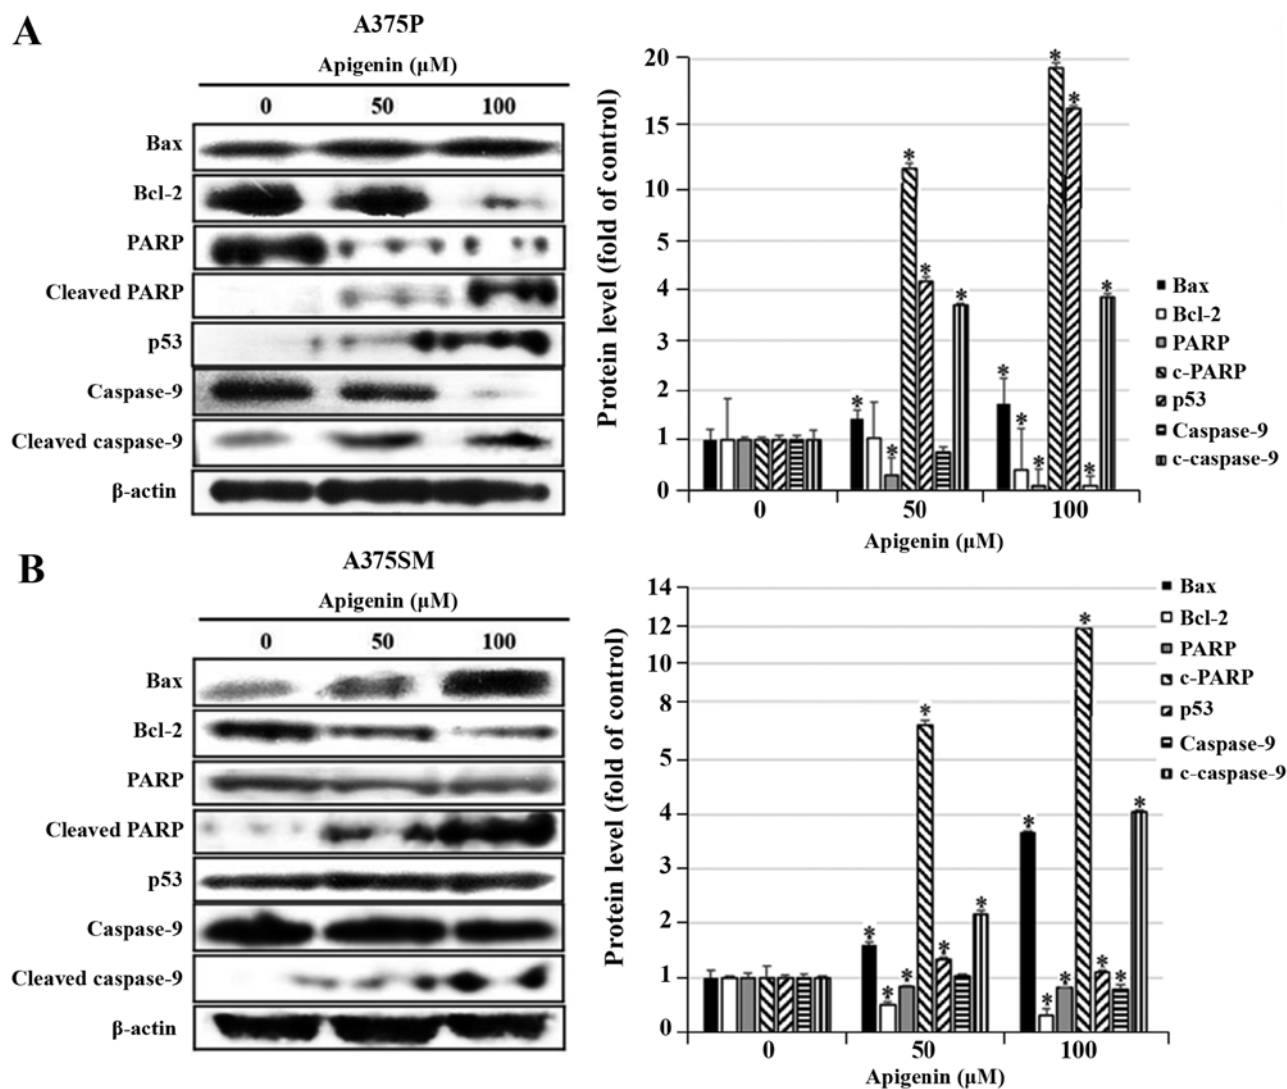 A
A375P
Apigenin (μM)
0 50 100
Bax
Bcl-2
PARP
Cleaved PARP
p53
Caspase-9
Cleaved caspase-9
β-actin
Protein level (fold of control)
20
15
10
5
4
3
2
1
0
* * * * * *
* * * * * * *
0 50 100
Apigenin (μM)
Bax
Bcl-2
PARP
c-PARP
p53
Caspase-9
c-caspase-9
B
A375SM
Apigenin (μM)
0 50 100
Bax
Bcl-2
PARP
Cleaved PARP
p53
Caspase-9
Cleaved caspase-9
β-actin
Protein level (fold of control)
14
12
10
8
5
4
3
2
1
0
* * * * * *
* * * * * * *
0 50 100
Apigenin (μM)
Bax
Bcl-2
PARP
c-PARP
p53
Caspase-9
c-caspase-9